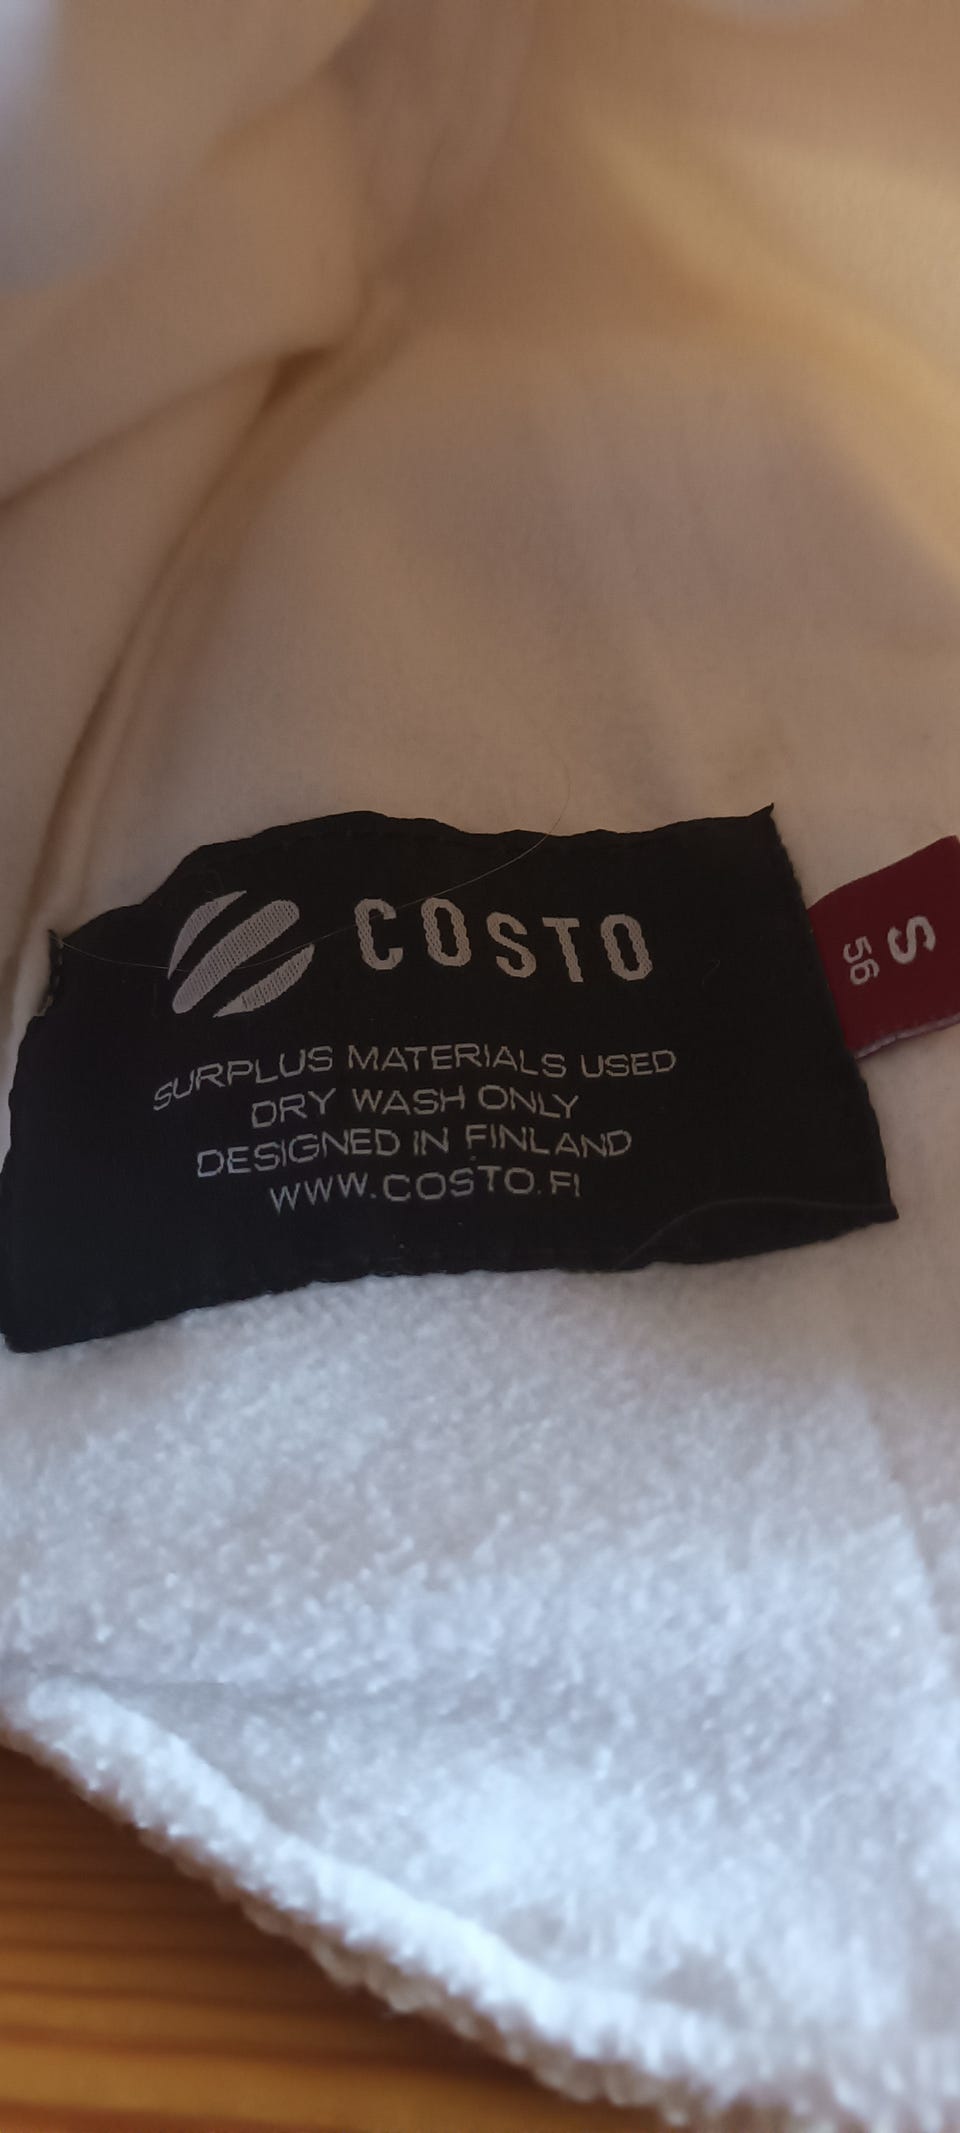 COSTO
SURPLUS MATERIALS USED
DRY WASH ONLY
DESIGNED IN FINLAND
WWW.COSTO.FI
S
56